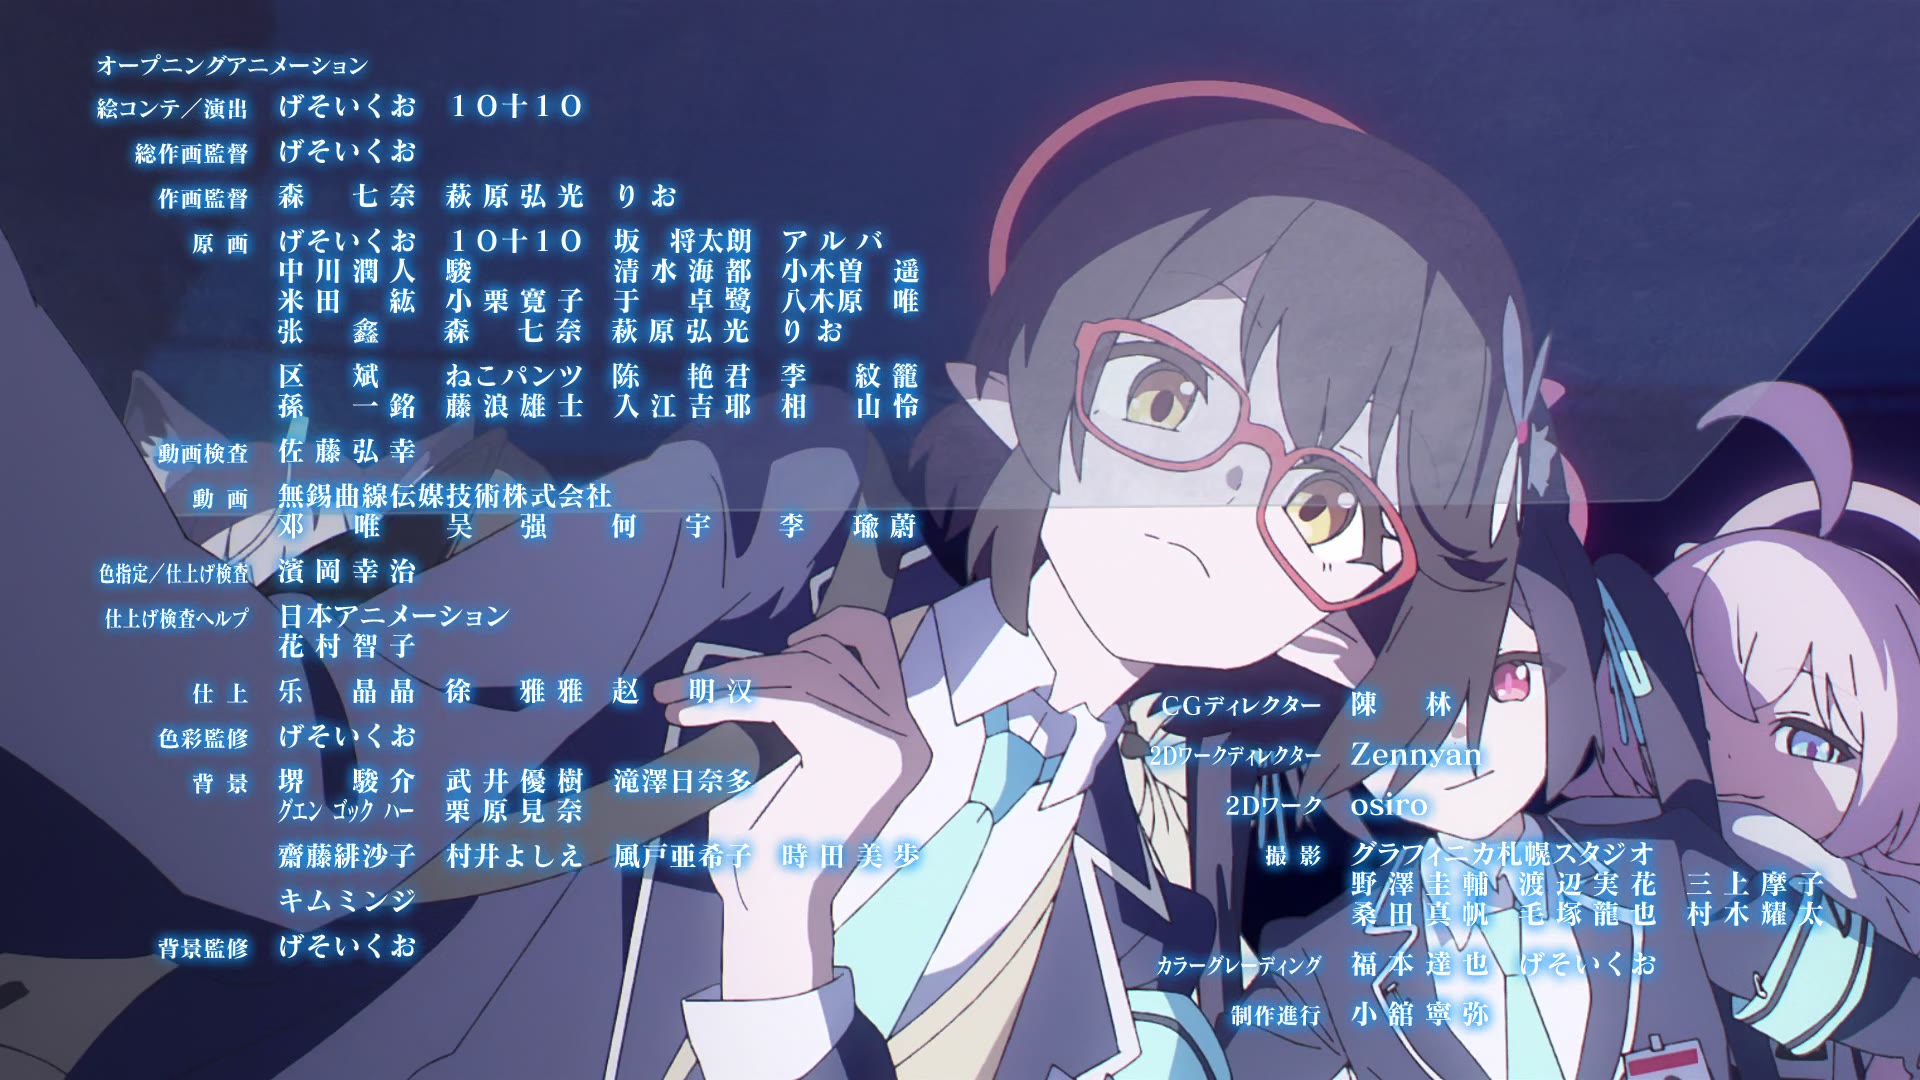 オープニングアニメーション
絵コンテ／演出 げそいくお 10十10
総作画監督 げそいくお
作画監督 森 七奈 萩原弘光 りお
原画 げそいくお 10十10 坂 将太朗 アルバ
中川潤人 駿 清水海都 小木曽 遥
米田 紘 小栗寛子 于 卓鹭 八木原 唯
张 鑫 森 七奈 萩原弘光 りお
区 斌 ねこパンツ 陈 艳君 李 紋籠
孫 一銘 藤浪雄士 入江吉耶 相 山怜
動画検査 佐藤弘幸
動画 無錫曲線伝媒技術株式会社
邓 唯 吴 强 何 宇 李 瑜蔚
色指定／仕上げ検査 濱岡幸治
仕上げ検査ヘルプ 日本アニメーション
花村智子
仕上 乐 晶晶 徐 雅雅 赵 明汉
色彩監修 げそいくお
背景 堺 駿介 武井優樹 滝澤日奈多
グエン ゴック ハー 栗原見奈
齋藤緋沙子 村井よしえ 風戸亜希子 時田美歩
キムミンジ
背景監修 げそいくお
CGディレクター 陳 林
2Dワークディレクター Zennyan
2Dワーク osiro
撮影 グラフィニカ札幌スタジオ
野澤圭輔 渡辺実花 三上摩子
桑田真帆 毛塚龍也 村木耀太
カラーグレーディング 福本達也 げそいくお
制作進行 小舘寧弥